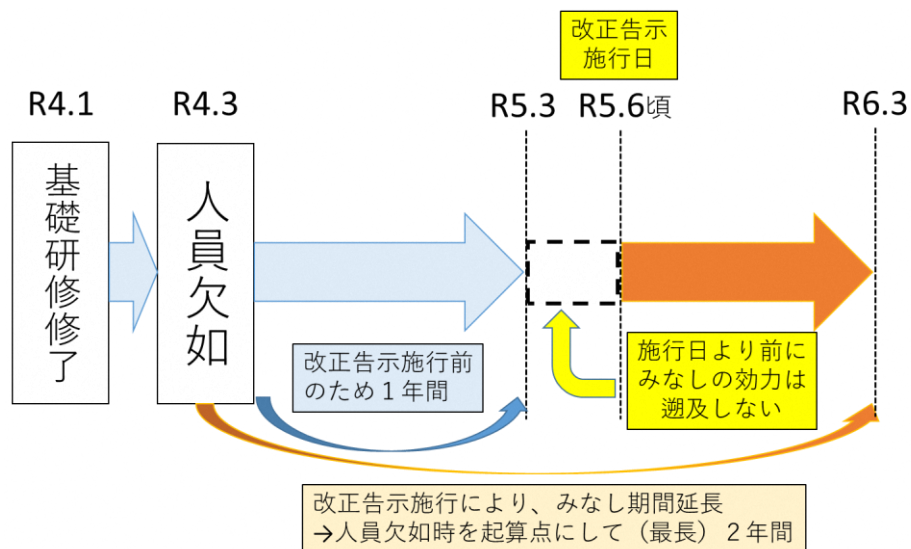 改正告示
施行日
R4.1
R4.3
R5.3
R5.6頃
R6.3
基礎研修修了
人員欠如
改正告示施行前
のため１年間
施行日より前に
みなしの効力は
遡及しない
改正告示施行により、みなし期間延長
→人員欠如時を起算点にして（最長）２年間